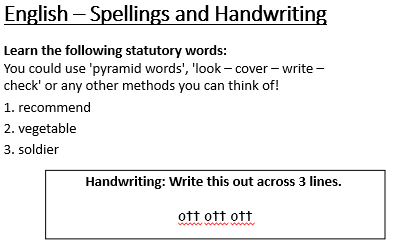 English – Spellings and Handwriting
Learn the following statutory words:
You could use 'pyramid words', 'look – cover – write –
check' or any other methods you can think of!
1. recommend
2. vegetable
3. soldier
Handwriting: Write this out across 3 lines.
ott ott ott